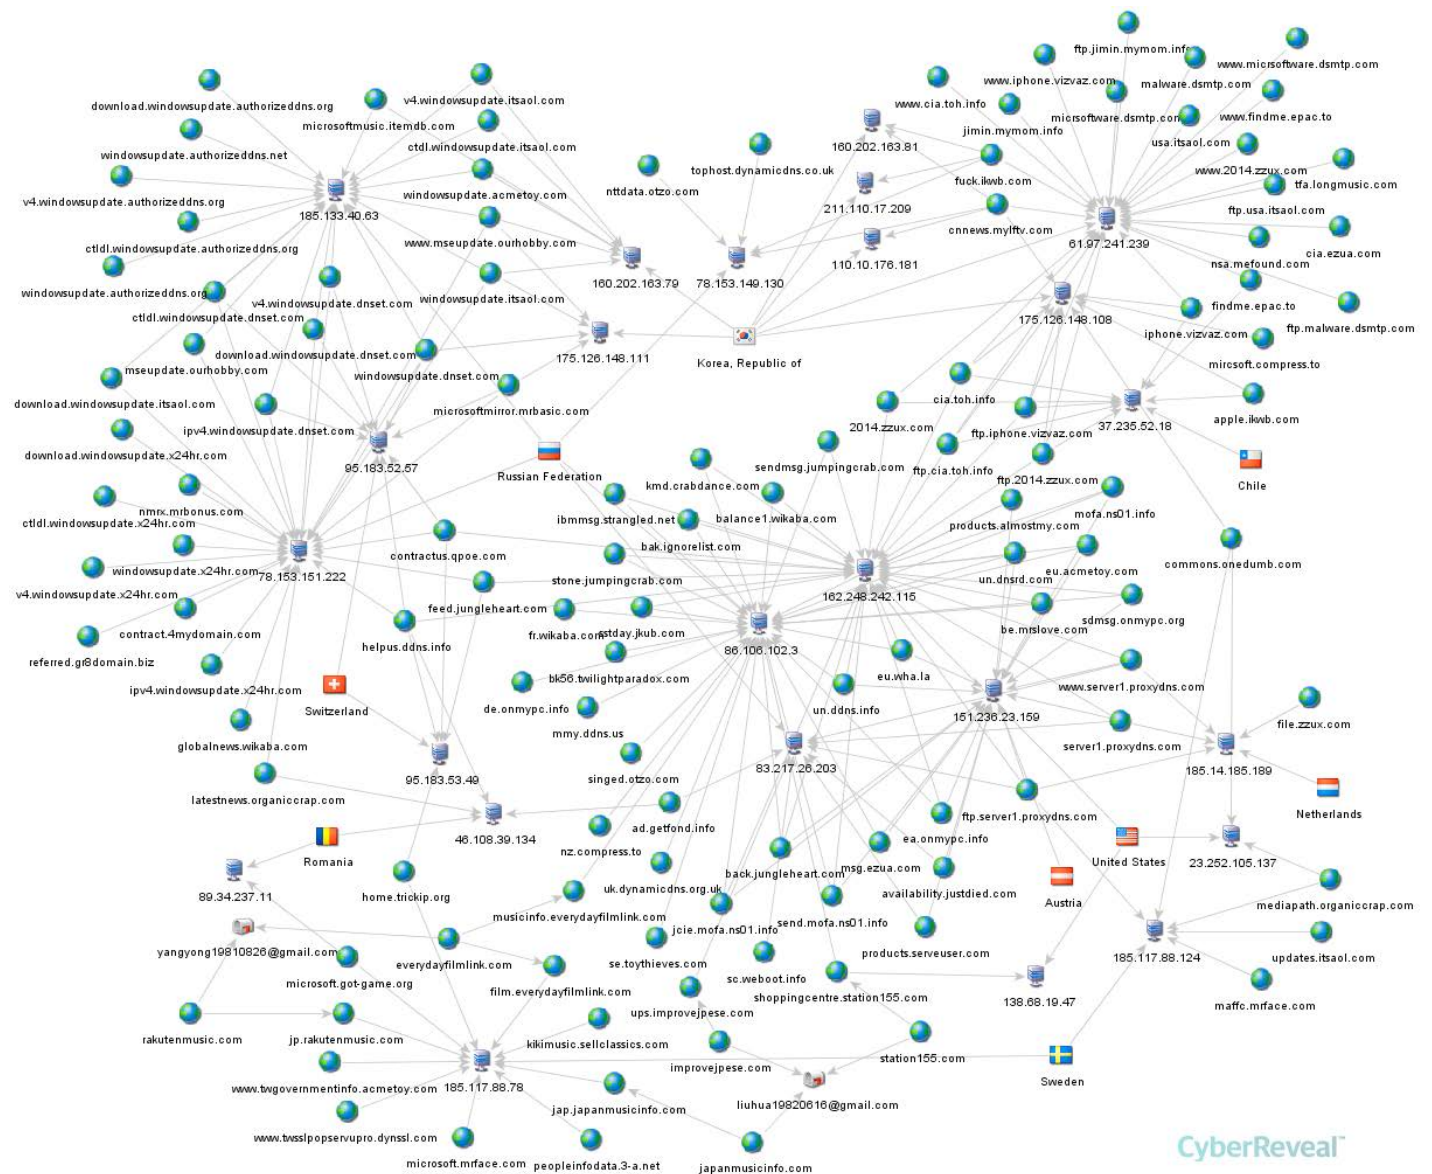 ftp.jimin.mymom.info
www.micrsoftware.dsmtp.com
www.iphone.vizvaz.com
malware.dsmtp.com
download.windowsupdate.authorizeddns.org
v4.windowsupdate.itsaol.com
www.cia.toh.info
microsoftmusic.itemdb.com
micrsoftware.dsmtp.com
www.findme.epac.to
jimin.mymom.info
160.202.163.81
ctdl.windowsupdate.itsaol.com
usa.itsaol.com
windowsupdate.authorizeddns.net
www.2014.zzux.com
tophost.dynamicdns.co.uk
fuck.ikwb.com
tfa.longmusic.com
nttdata.otzo.com
windowsupdate.acmetoy.com
v4.windowsupdate.authorizeddns.org
211.110.17.209
ftp.usa.itsaol.com
185.133.40.63
cnnews.mylftv.com
www.mseupdate.ourhobby.com
61.97.241.239
ctldl.windowsupdate.authorizeddns.org
cia.ezua.com
110.10.176.181
nsa.mefound.com
160.202.163.79
78.153.149.130
windowsupdate.authorizeddns.org
v4.windowsupdate.dnset.com
windowsupdate.itsaol.com
findme.epac.to
ctldl.windowsupdate.dnset.com
175.126.148.108
iphone.vizvaz.com
ftp.malware.dsmtp.com
download.windowsupdate.dnset.com
175.126.148.111
Korea, Republic of
mircsoft.compress.to
mseupdate.ourhobby.com
windowsupdate.dnset.com
download.windowsupdate.itsaol.com
microsoftmirror.mrbasic.com
cia.toh.info
apple.ikwb.com
2014.zzux.com
37.235.52.18
ipv4.windowsupdate.dnset.com
ftp.iphone.vizvaz.com
download.windowsupdate.x24hr.com
95.183.52.57
Russian Federation
sendmsg.jumpingcrab.com
ftp.cia.toh.info
ftp.2014.zzux.com
Chile
kmd.crabdance.com
nmrx.mrbonus.com
mofa.ns01.info
ctldl.windowsupdate.x24hr.com
ibmmsg.strangled.net
balance1.wikaba.com
products.almostmy.com
bak.ignorelist.com
contractus.qpoe.com
commons.onedumb.com
windowsupdate.x24hr.com
78.153.151.222
stone.jumpingcrab.com
un.dnsrd.com
eu.acmetoy.com
v4.windowsupdate.x24hr.com
162.248.242.115
feed.jungleheart.com
sdmsg.onmypc.org
contract.4mydomain.com
fr.wikaba.com
sstday.jkub.com
be.mrslove.com
helpus.ddns.info
86.106.102.3
referred.gr8domain.biz
bk56.twilightparadox.com
eu.wha.la
ipv4.windowsupdate.x24hr.com
www.server1.proxydns.com
Switzerland
de.onmypc.info
un.ddns.info
151.236.23.159
file.zzux.com
mmy.ddns.us
globalnews.wikaba.com
server1.proxydns.com
95.183.53.49
singed.otzo.com
83.217.26.203
185.14.185.189
latestnews.organiccrap.com
Netherlands
ad.getfond.info
ftp.server1.proxydns.com
46.108.39.134
ea.onmypc.info
Romania
nz.compress.to
United States
23.252.105.137
back.jungleheart.com
msg.ezua.com
89.34.237.11
home.trickip.org
uk.dynamicdns.org.uk
availability.justdied.com
Austria
mediapath.organiccrap.com
musicinfo.everydayfilmlink.com
jcie.mofa.ns01.info
send.mofa.ns01.info
yangyong19810826@gmail.com
products.serveuser.com
185.117.88.124
updates.itsaol.com
everydayfilmlink.com
se.toythieves.com
sc.weboot.info
microsoft.got-game.org
film.everydayfilmlink.com
shoppingcentre.station155.com
138.68.19.47
maffc.mrface.com
ups.improvejpese.com
rakutenmusic.com
jp.rakutenmusic.com
kikimusic.sellclassics.com
improvejpese.com
station155.com
Sweden
www.twgovernmentinfo.acmetoy.com
185.117.88.78
jap.japanmusicinfo.com
liuhua19820616@gmail.com
www.twsslpopservupro.dynssl.com
microsoft.mrface.com
peopleinfodata.3-a.net
japanmusicinfo.com
CyberReveal™